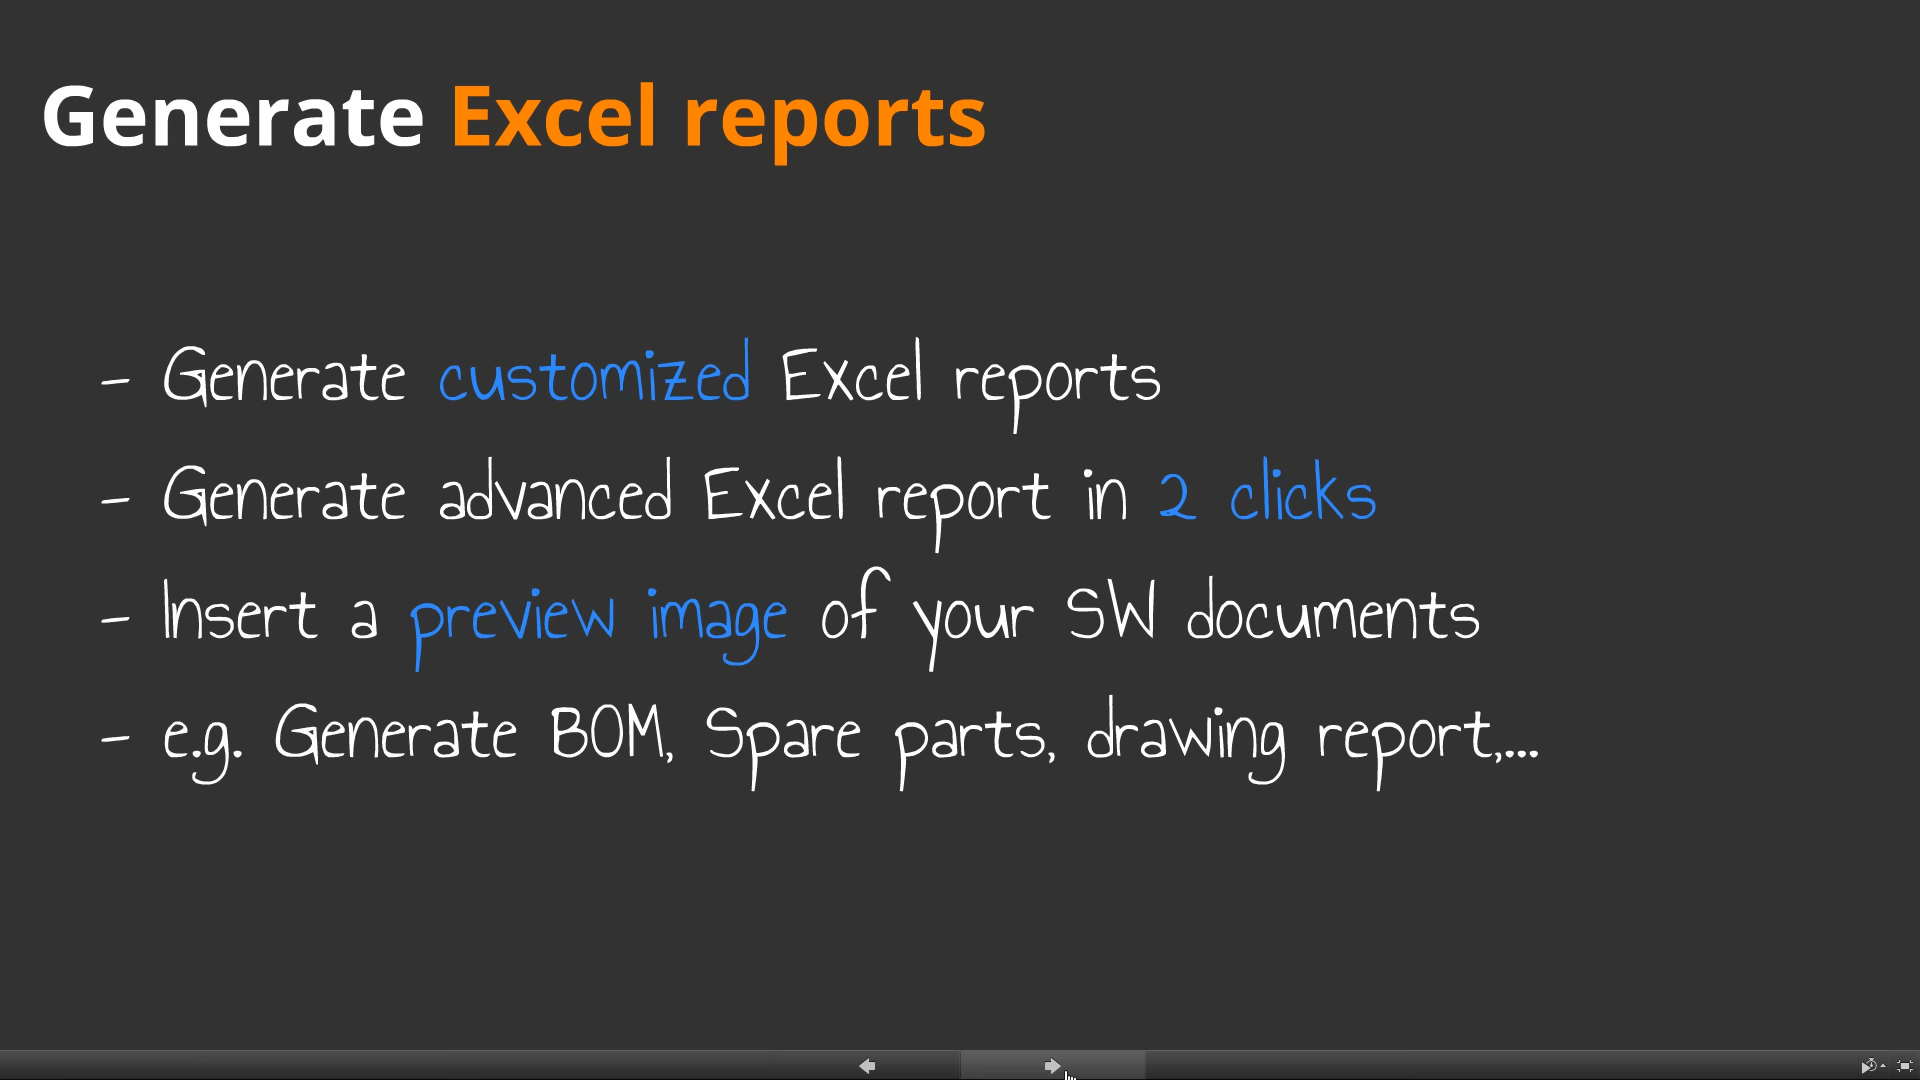 Generate Excel reports
- Generate customized Excel reports
- Generate advanced Excel report in 2 clicks
- Insert a preview image of your SW documents
- e.g. Generate BOM, Spare parts, drawing report,...